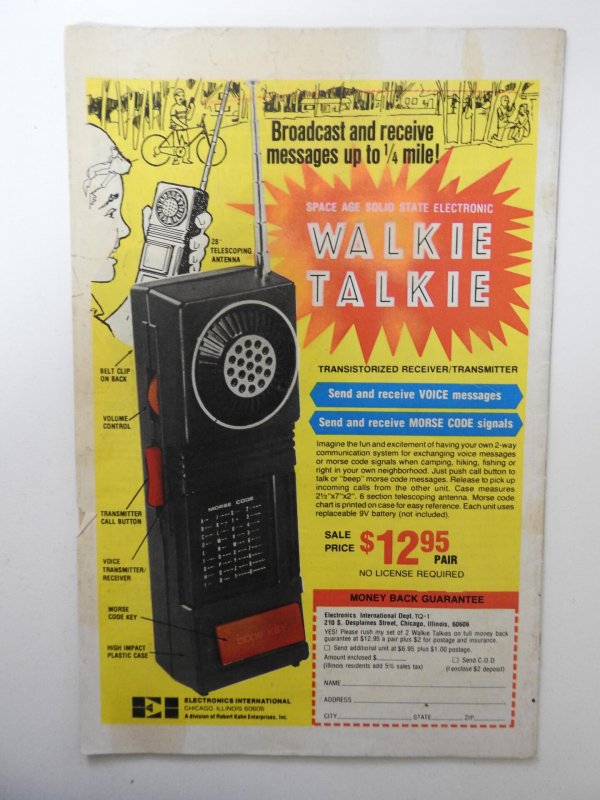 Broadcast and receive
messages up to 1/4 mile!
SPACE AGE SOLID STATE ELECTRONIC
WALKIE
TALKIE
28"
TELESCOPING
ANTENNA
TRANSISTORIZED RECEIVER/TRANSMITTER
Send and receive VOICE messages
Send and receive MORSE CODE signals
Imagine the fun and excitement of having your own 2-way
communication system for exchanging voice messages
or morse code signals when camping, hiking, fishing or
right in your own neighborhood. Just push call button to
talk or "beep" morse code messages. Release to pick up
incoming calls from the other unit. Case measures
2½"x7"x2". 6 section telescoping antenna. Morse code
chart is printed on case for easy reference. Each unit uses
replaceable 9V battery (not included).
BELT CLIP
ON BACK
VOLUME
CONTROL
TRANSMITTER
CALL BUTTON
VOICE
TRANSMITTER/
RECEIVER
MORSE
CODE KEY
HIGH IMPACT
PLASTIC CASE
MORSE CODE
CODE KEY
SALE
PRICE $1295
PAIR
NO LICENSE REQUIRED
MONEY BACK GUARANTEE
Electronics International Dept. TQ-1
210 S. Desplaines Street, Chicago, Illinois, 60606
YES! Please rush my set of 2 Walkie Talkies on full money back
guarantee at $12.95 a pair plus $2 for postage and insurance.
☐ Send additional unit at $6.95 plus $1.00 postage.
Amount enclosed $
☐ Send C.O.D
(Illinois residents add 5% sales tax)
(I enclose $2 deposit)
NAME
ADDRESS
CITY STATE ZIP
EI
ELECTRONICS INTERNATIONAL
CHICAGO ILLINOIS 60606
A division of Robert Kahn Enterprises, Inc.